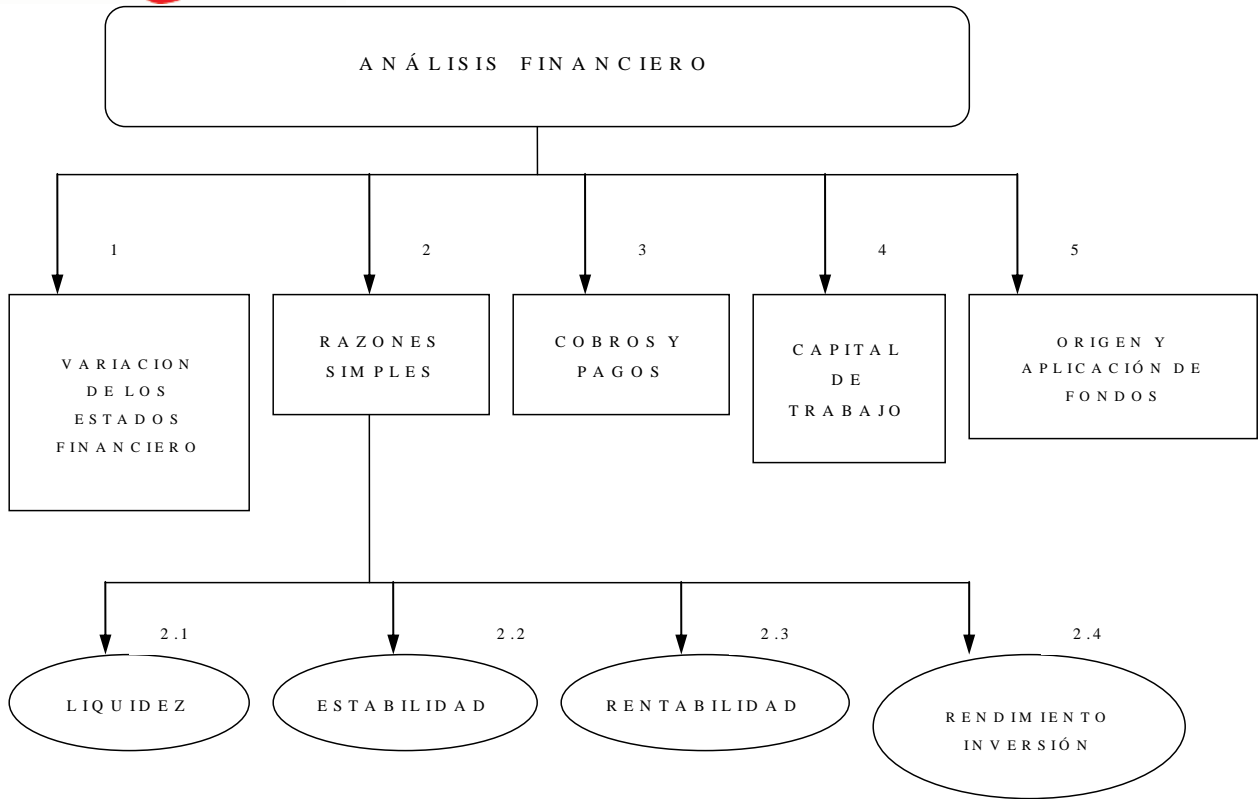 ANÁLISIS FINANCIERO
1
2
3
4
5
VARIACION
DE LOS
ESTADOS
FINANCIERO
RAZONES
SIMPLES
COBROS Y
PAGOS
CAPITAL
DE
TRABAJO
ORIGEN Y
APLICACIÓN DE
FONDOS
2.1
2.2
2.3
2.4
LIQUIDEZ
ESTABILIDAD
RENTABILIDAD
RENDIMIENTO
INVERSIÓN